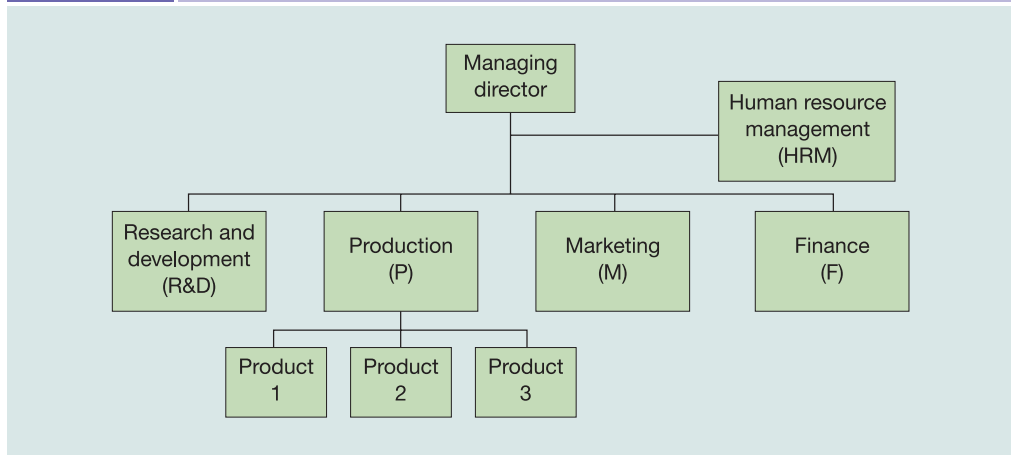 Managing
director
Human resource
management
(HRM)
Research and
development
(R&D)
Production
(P)
Marketing
(M)
Finance
(F)
Product
1
Product
2
Product
3